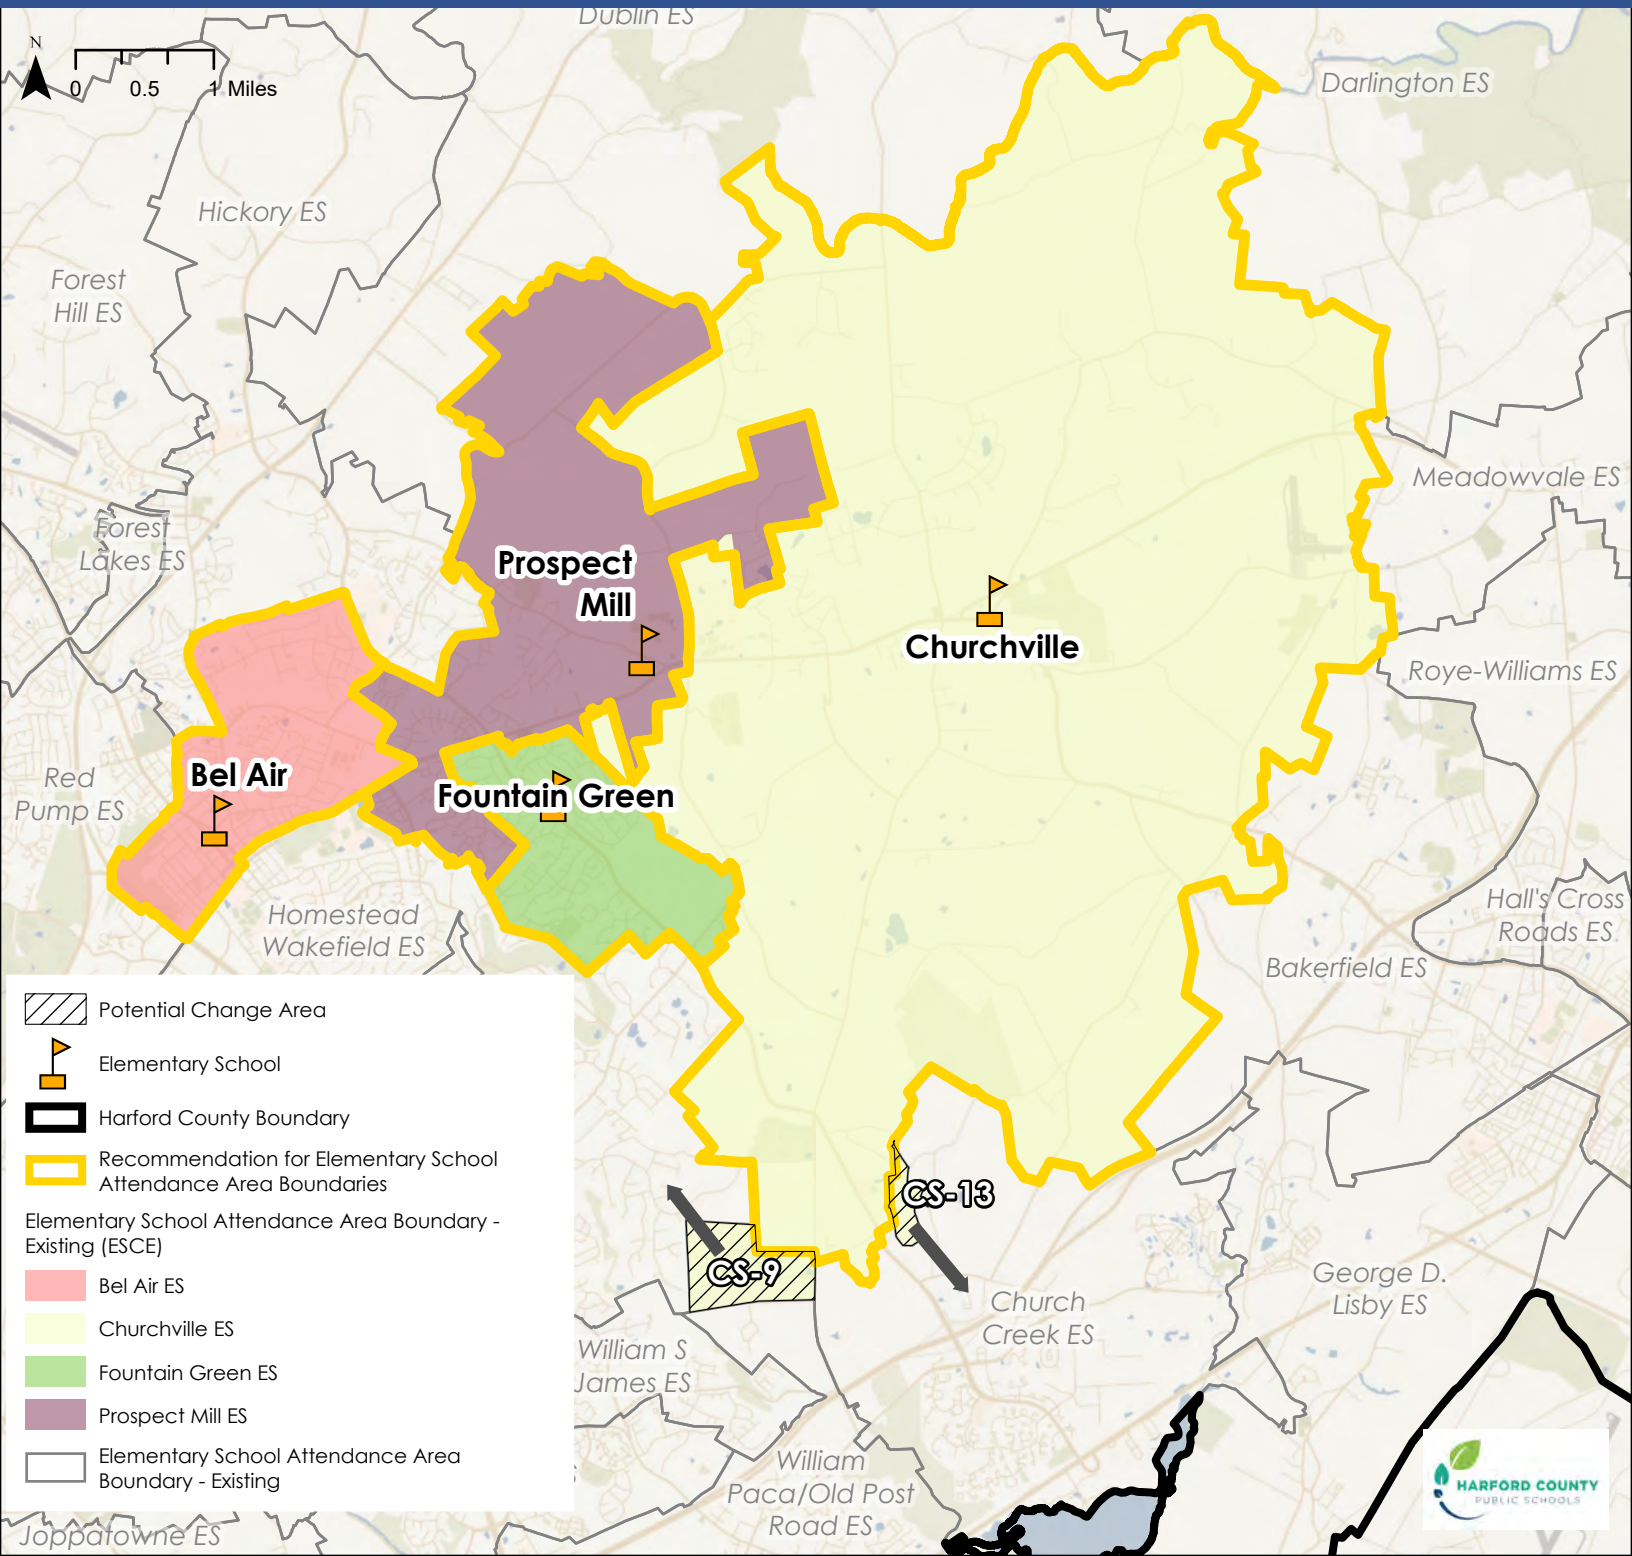 Dublin ES
N
0 0.5 1 Miles
Darlington ES
Hickory ES
Forest
Hill ES
Meadowvale ES
Forest
Lakes ES
Prospect
Mill
Churchville
Roye-Williams ES
Bel Air
Red
Pump ES
Fountain Green
Homestead
Wakefield ES
Hall's Cross
Roads ES
Bakerfield ES
CS-13
CS-9
George D.
Lisby ES
Church
Creek ES
William S
James ES
William
Paca/Old Post
Road ES
Joppatowne ES
Potential Change Area
Elementary School
Harford County Boundary
Recommendation for Elementary School
Attendance Area Boundaries
Elementary School Attendance Area Boundary -
Existing (ESCE)
Bel Air ES
Churchville ES
Fountain Green ES
Prospect Mill ES
Elementary School Attendance Area
Boundary - Existing
HARFORD COUNTY
PUBLIC SCHOOLS